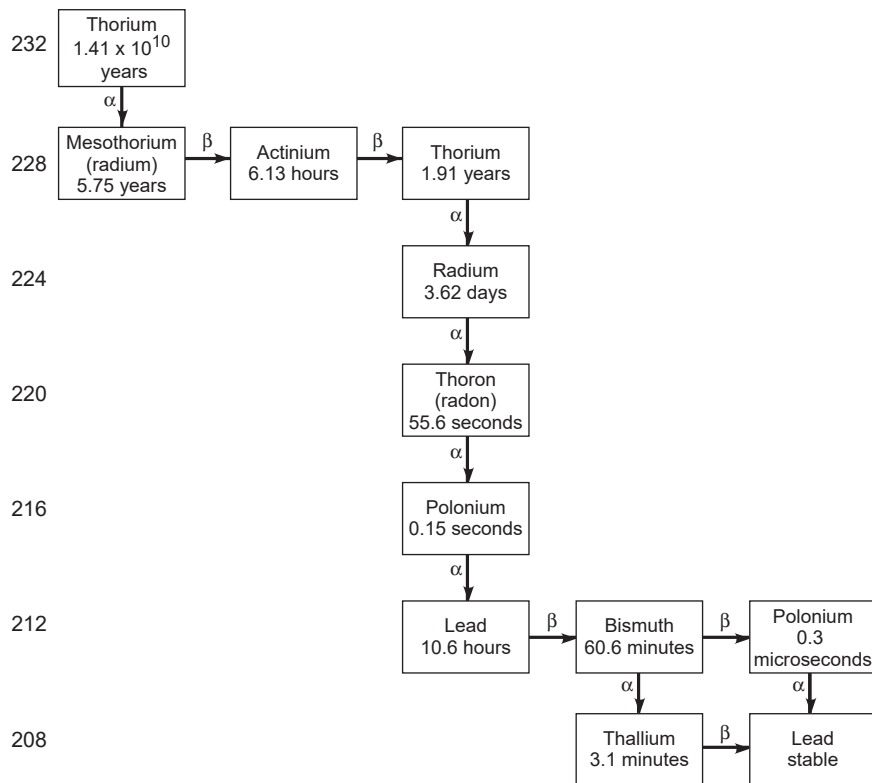 232
Thorium
1.41 x 10^10
years
α
228
Mesothorium
(radium)
5.75 years
β
Actinium
6.13 hours
β
Thorium
1.91 years
α
224
Radium
3.62 days
α
220
Thoron
(radon)
55.6 seconds
α
216
Polonium
0.15 seconds
α
212
Lead
10.6 hours
β
Bismuth
60.6 minutes
β
Polonium
0.3
microseconds
α
α
208
Thallium
3.1 minutes
β
Lead
stable